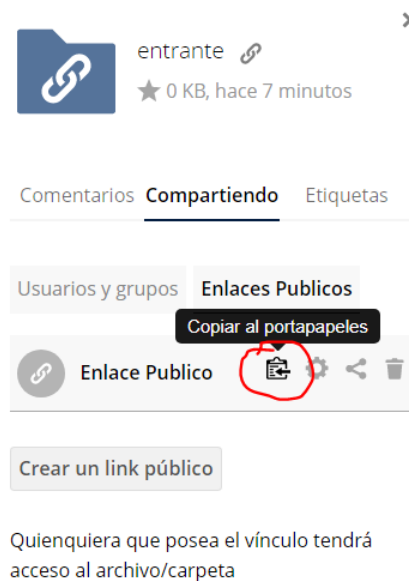 entrante
0 KB, hace 7 minutos
Comentarios Compartiendo Etiquetas
Usuarios y grupos Enlaces Publicos
Copiar al portapapeles
Enlace Publico
Crear un link público
Quienquiera que posea el vínculo tendrá
acceso al archivo/carpeta